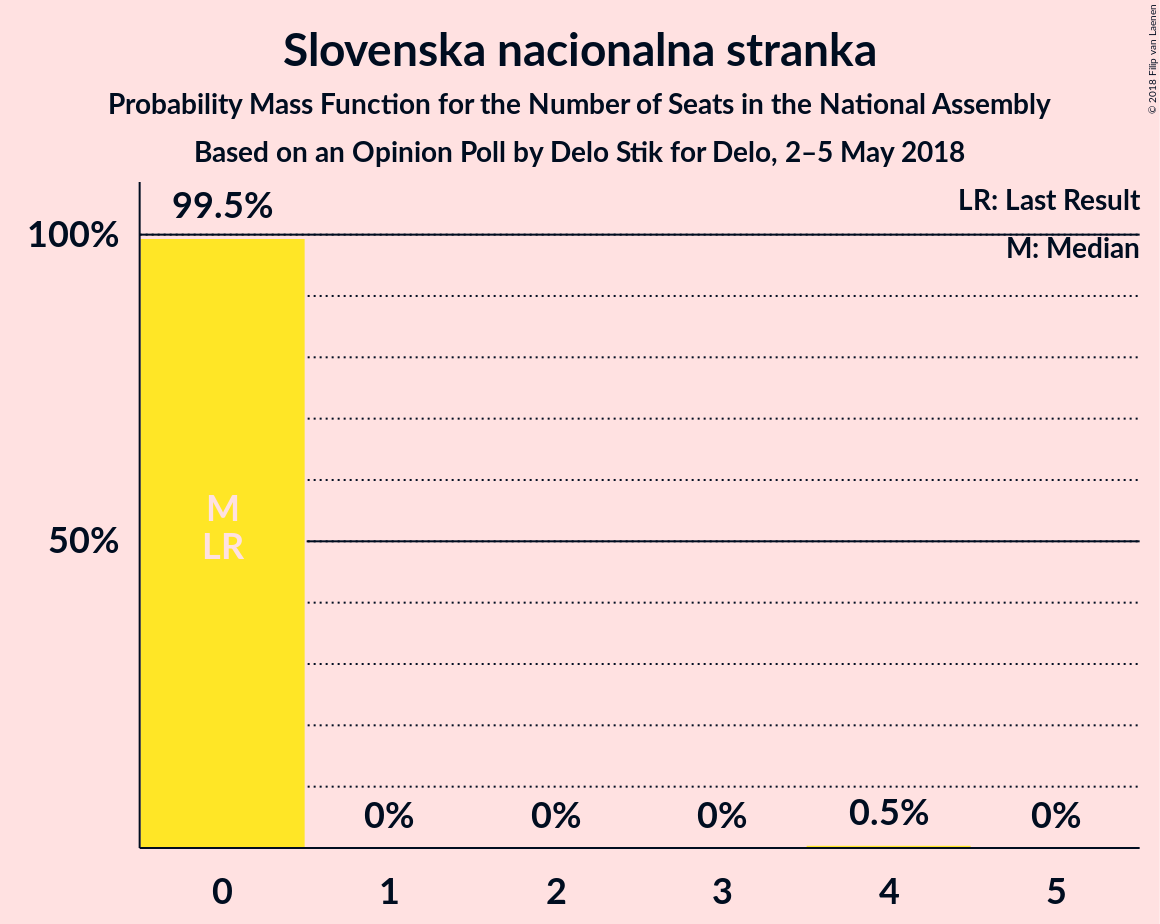 Slovenska nacionalna stranka
Probability Mass Function for the Number of Seats in the National Assembly
Based on an Opinion Poll by Delo Stik for Delo, 2–5 May 2018
© 2018 Filip van Laenen
LR: Last Result
M: Median
99.5%
100%
50%
M
LR
0%
0%
0%
0.5%
0%
0
1
2
3
4
5